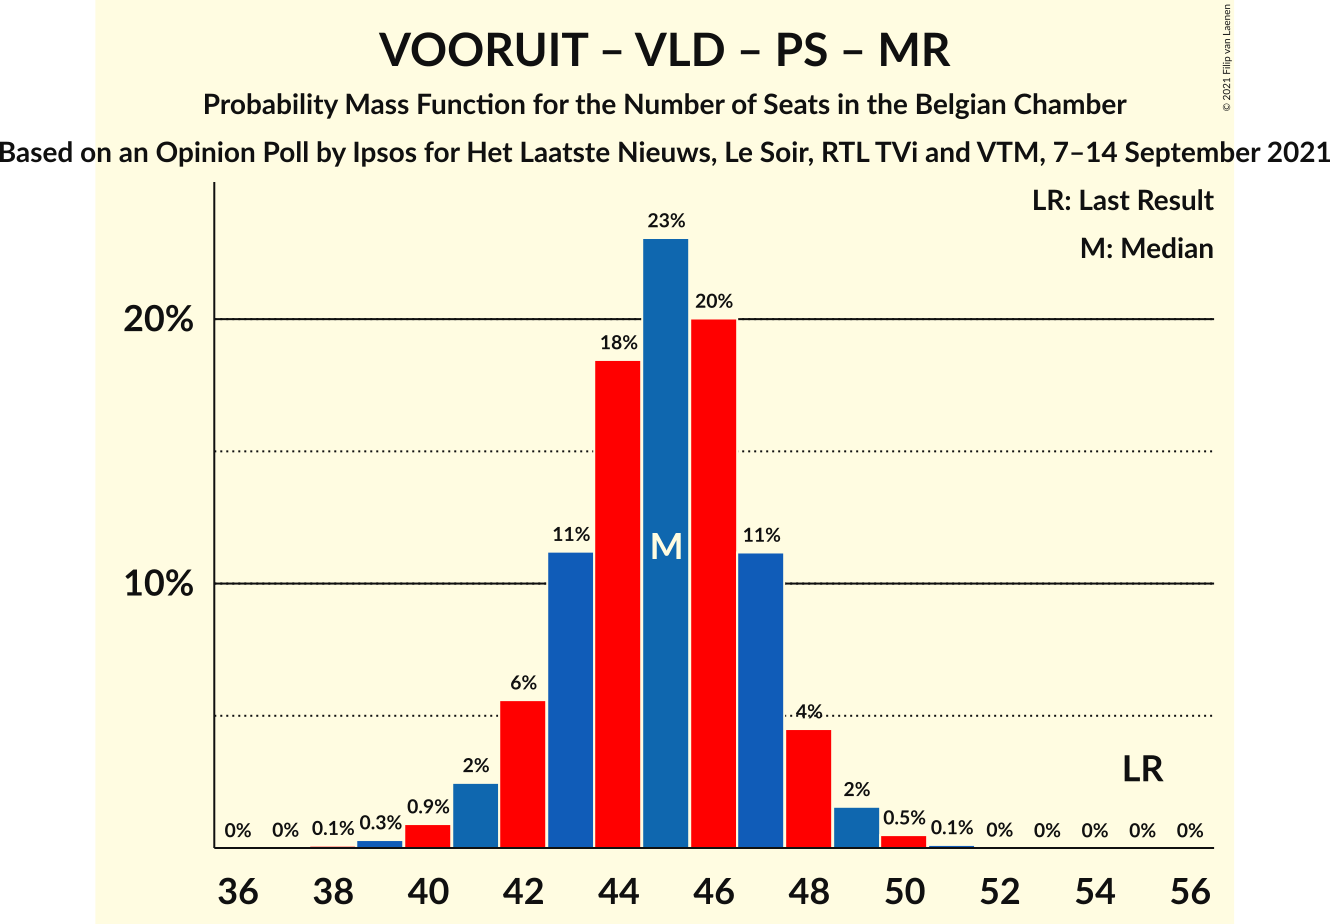 VOORUIT – VLD – PS – MR
Probability Mass Function for the Number of Seats in the Belgian Chamber
Based on an Opinion Poll by Ipsos for Het Laatste Nieuws, Le Soir, RTL TVi and VTM, 7–14 September 2021
© 2021 Filip van Laenen
LR: Last Result
M: Median
23%
20%
20%
18%
11%
M
11%
10%
6%
4%
LR
2%
2%
0.9%
0.5%
0% 0% 0.1% 0.3% 0.1% 0% 0% 0% 0% 0%
36 38 40 42 44 46 48 50 52 54 56